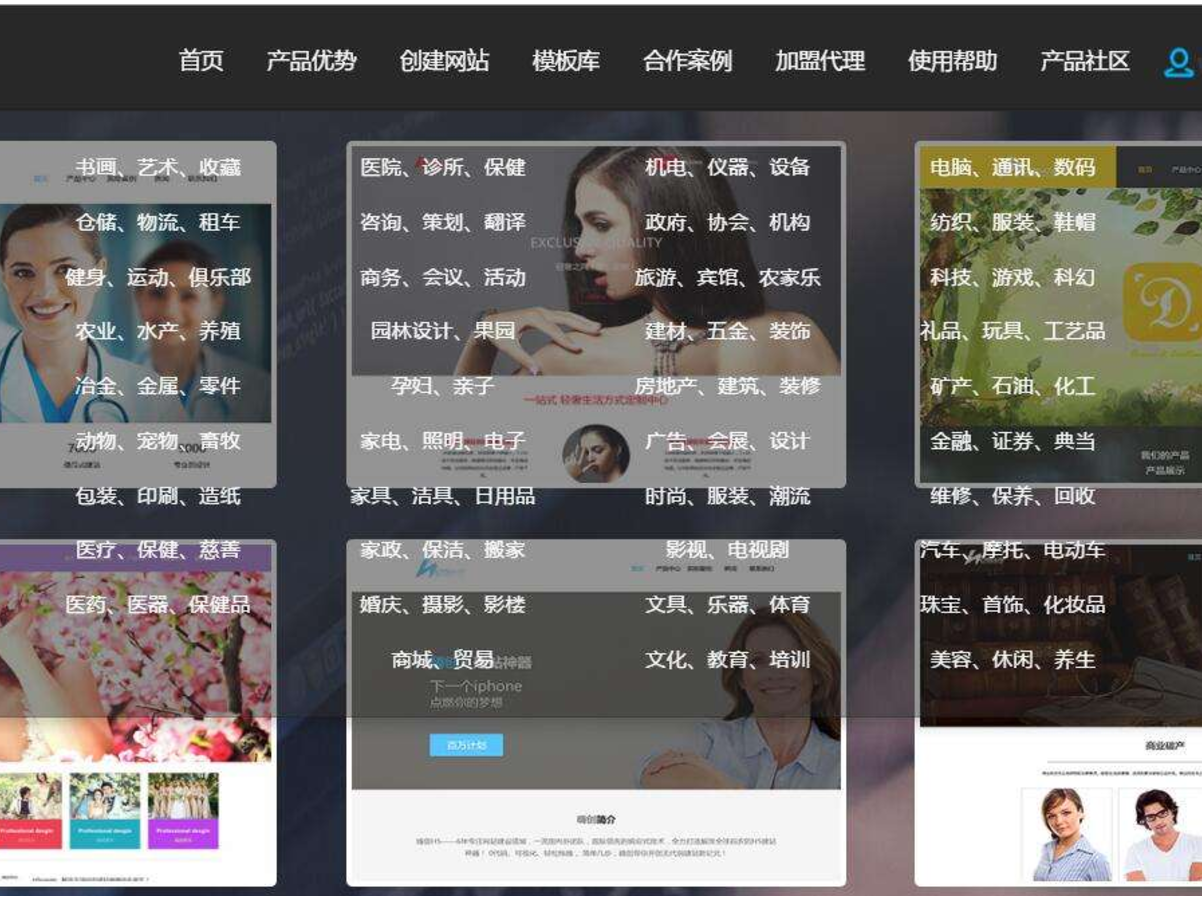 首页 产品优势 创建网站 模板库 合作案例 加盟代理 使用帮助 产品社区
书画、艺术、收藏 医院、诊所、保健 机电、仪器、设备 电脑、通讯、数码
仓储、物流、租车 咨询、策划、翻译 政府、协会、机构 纺织、服装、鞋帽
健身、运动、俱乐部 商务、会议、活动 旅游、宾馆、农家乐 科技、游戏、科幻
农业、水产、养殖 园林设计、果园 建材、五金、装饰 礼品、玩具、工艺品
冶金、金属、零件 孕妇、亲子 房地产、建筑、装修 矿产、石油、化工
一站式 轻奢生活方式定制中心
动物、宠物、畜牧 家电、照明、电子 广告、会展、设计 金融、证券、典当
我们的产品
产品展示
包装、印刷、造纸 家具、洁具、日用品 时尚、服装、潮流 维修、保养、回收
医疗、保健、慈善 家政、保洁、搬家 影视、电视剧 汽车、摩托、电动车
医药、医器、保健品 婚庆、摄影、影楼 文具、乐器、体育 珠宝、首饰、化妆品
商城、贸易 文化、教育、培训 美容、休闲、养生
下一个iphone
点燃你的梦想
百万计划
商业破产
嗨创简介
Professional desgin Professional desgin Professional desgin